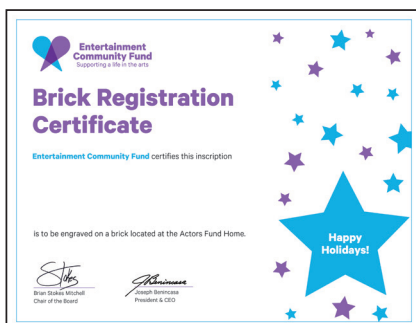 Entertainment
Community Fund
Supporting a life in the arts
Brick Registration
Certificate
Entertainment Community Fund certifies this inscription
is to be engraved on a brick located at the Actors Fund Home.
Happy
Holidays!
Stokes
JBenincasa
Brian Stokes Mitchell
Joseph Benincasa
Chair of the Board
President & CEO